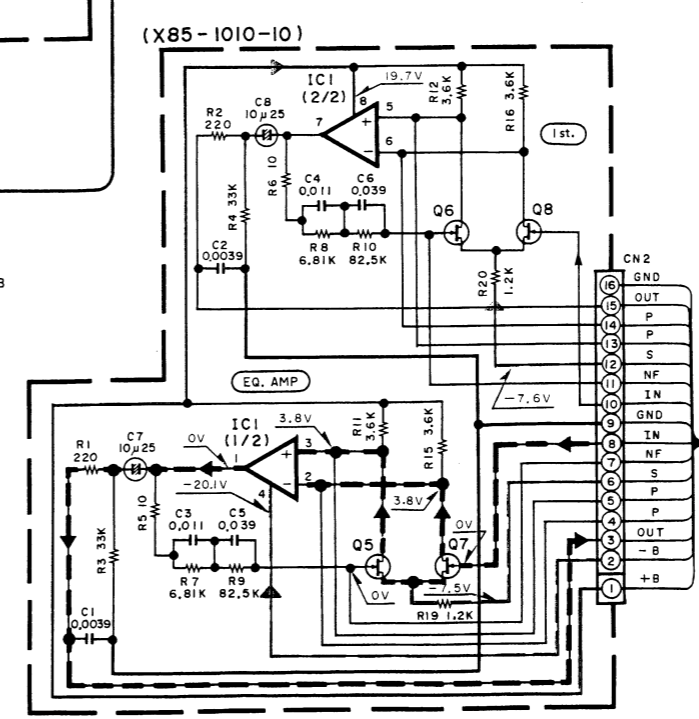 (X85-1010-10)
IC1
(2/2)
19.7V
8
R12 3.6K
R16 3.6K
1st.
R2
220
C8
10µ25
7
+
5
−
6
R6 10
R4 33K
C4
0.011
C6
0.039
R8
6.81K
R10
82.5K
Q6
Q8
C2
0.0039
R20 1.2K
−7.6V
CN2
16 GND
15 OUT
14 P
13 P
12 S
11 NF
10 IN
9 GND
8 IN
7 NF
6 S
5 P
4 P
3 OUT
2 −B
1 +B
EQ. AMP
IC1
(1/2)
3.8V
R11 3.6K
R15 3.6K
R1
220
C7
10µ25
0V
1
+
3
−
2
−20.1V
4
3.8V
R5 10
R3 33K
C3
0.011
C5
0.039
R7
6.81K
R9
82.5K
Q5
Q7
0V
0V
−7.5V
R19 1.2K
C1
0.0039